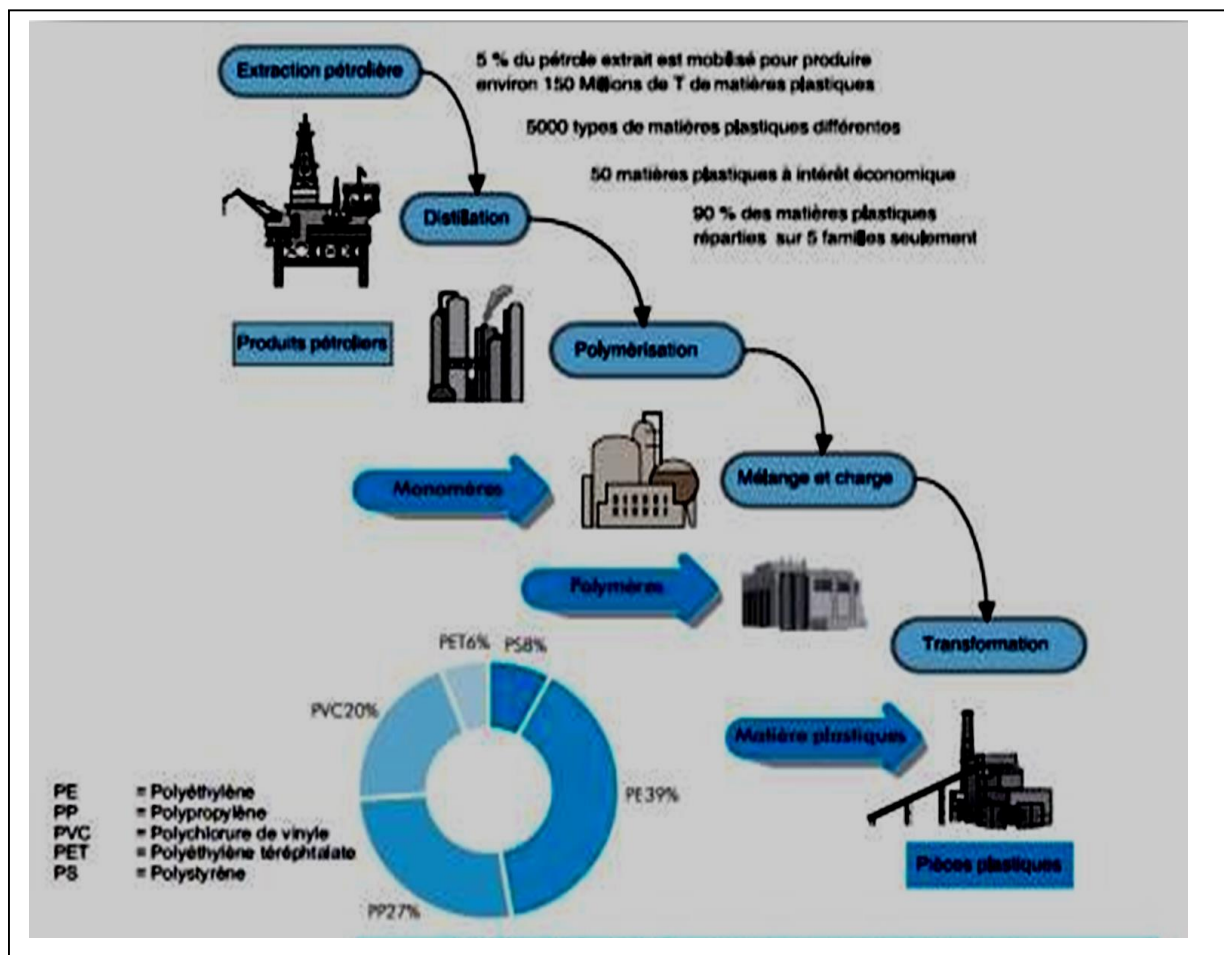 Extraction pétrolière
5 % du pétrole extrait est mobilisé pour produire
environ 150 Millions de T de matières plastiques
5000 types de matières plastiques différentes
50 matières plastiques à intérêt économique
90 % des matières plastiques
réparties sur 5 familles seulement
Distillation
Produits pétroliers
Polymérisation
Monomères
Mélange et charge
Polymères
Transformation
Matière plastiques
Pièces plastiques
PET6%
PS8%
PVC20%
PE39%
PP27%
PE = Polyéthylène
PP = Polypropylène
PVC = Polychlorure de vinyle
PET = Polyéthylène téréphtalate
PS = Polystyrène